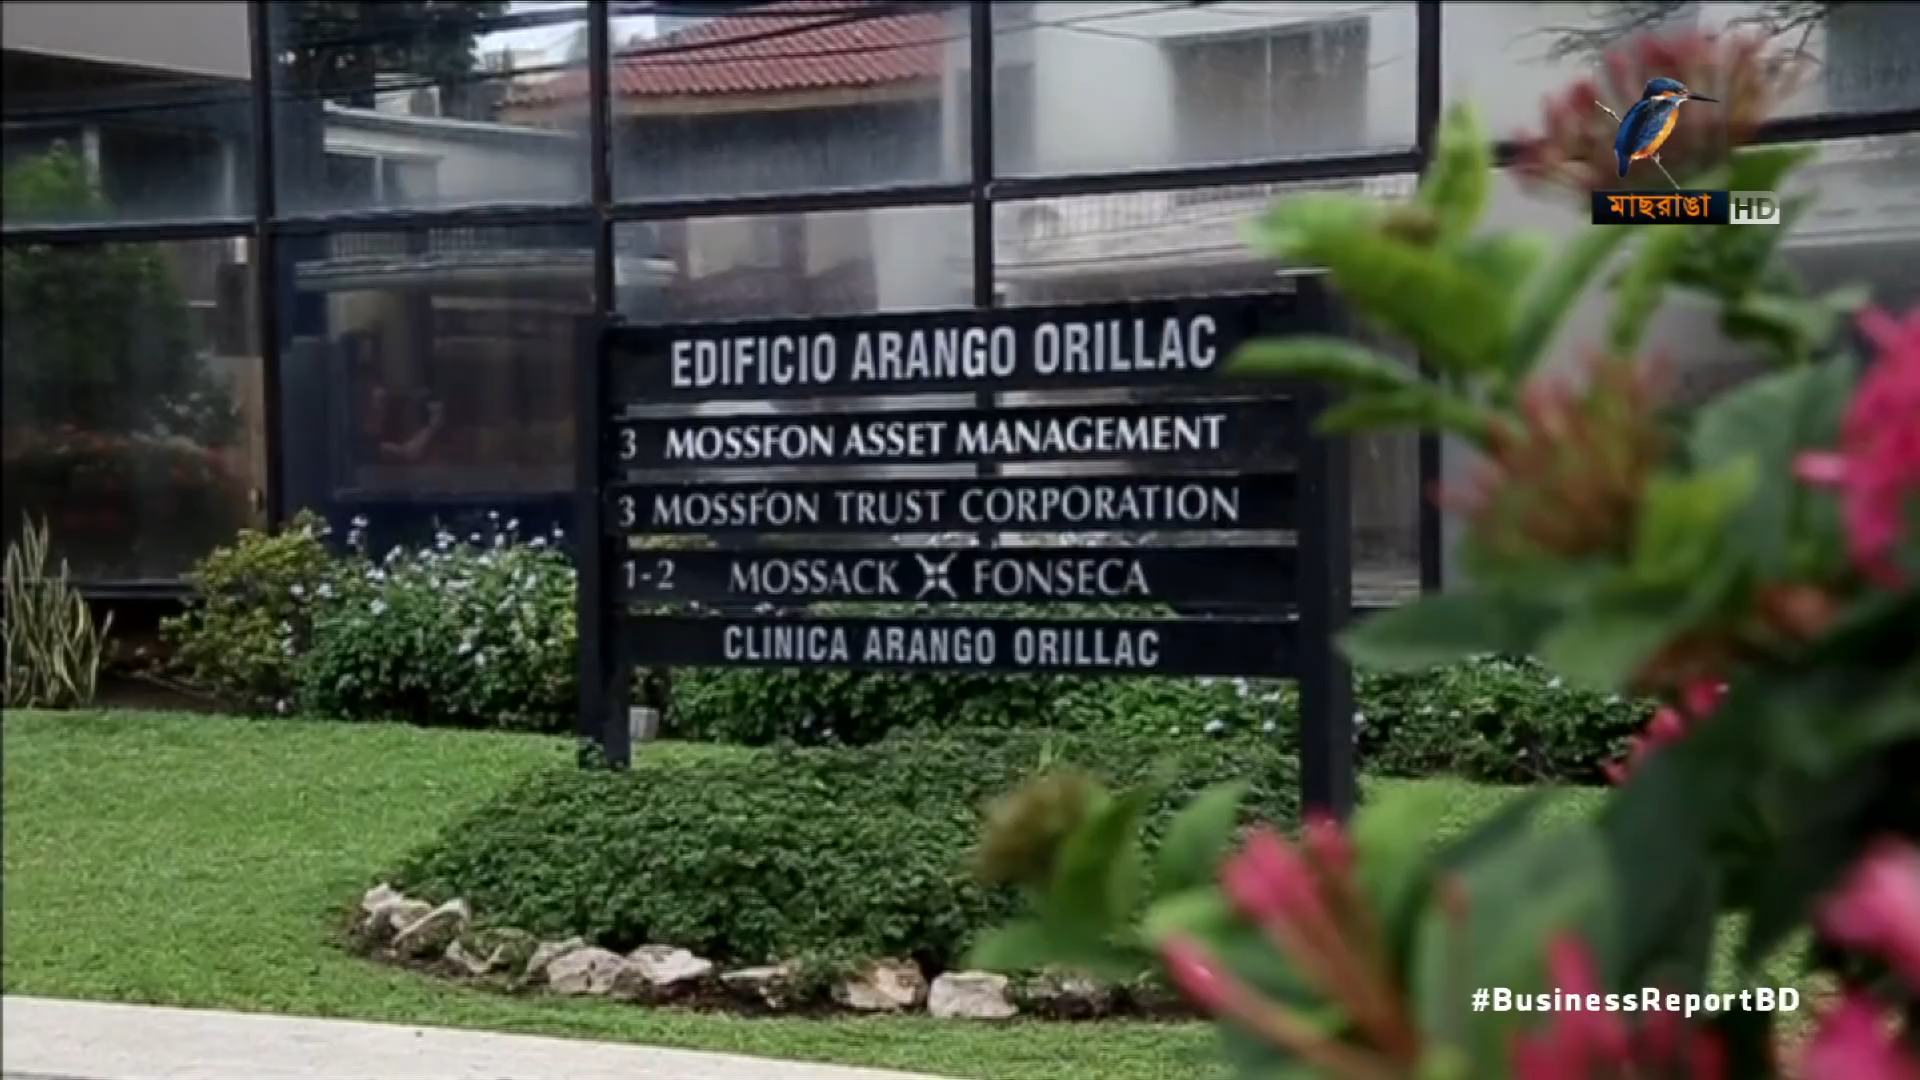 মাছরাঙা HD
EDIFICIO ARANGO ORILLAC
3 MOSSFON ASSET MANAGEMENT
3 MOSSFON TRUST CORPORATION
1-2 MOSSACK FONSECA
CLINICA ARANGO ORILLAC
#BusinessReportBD